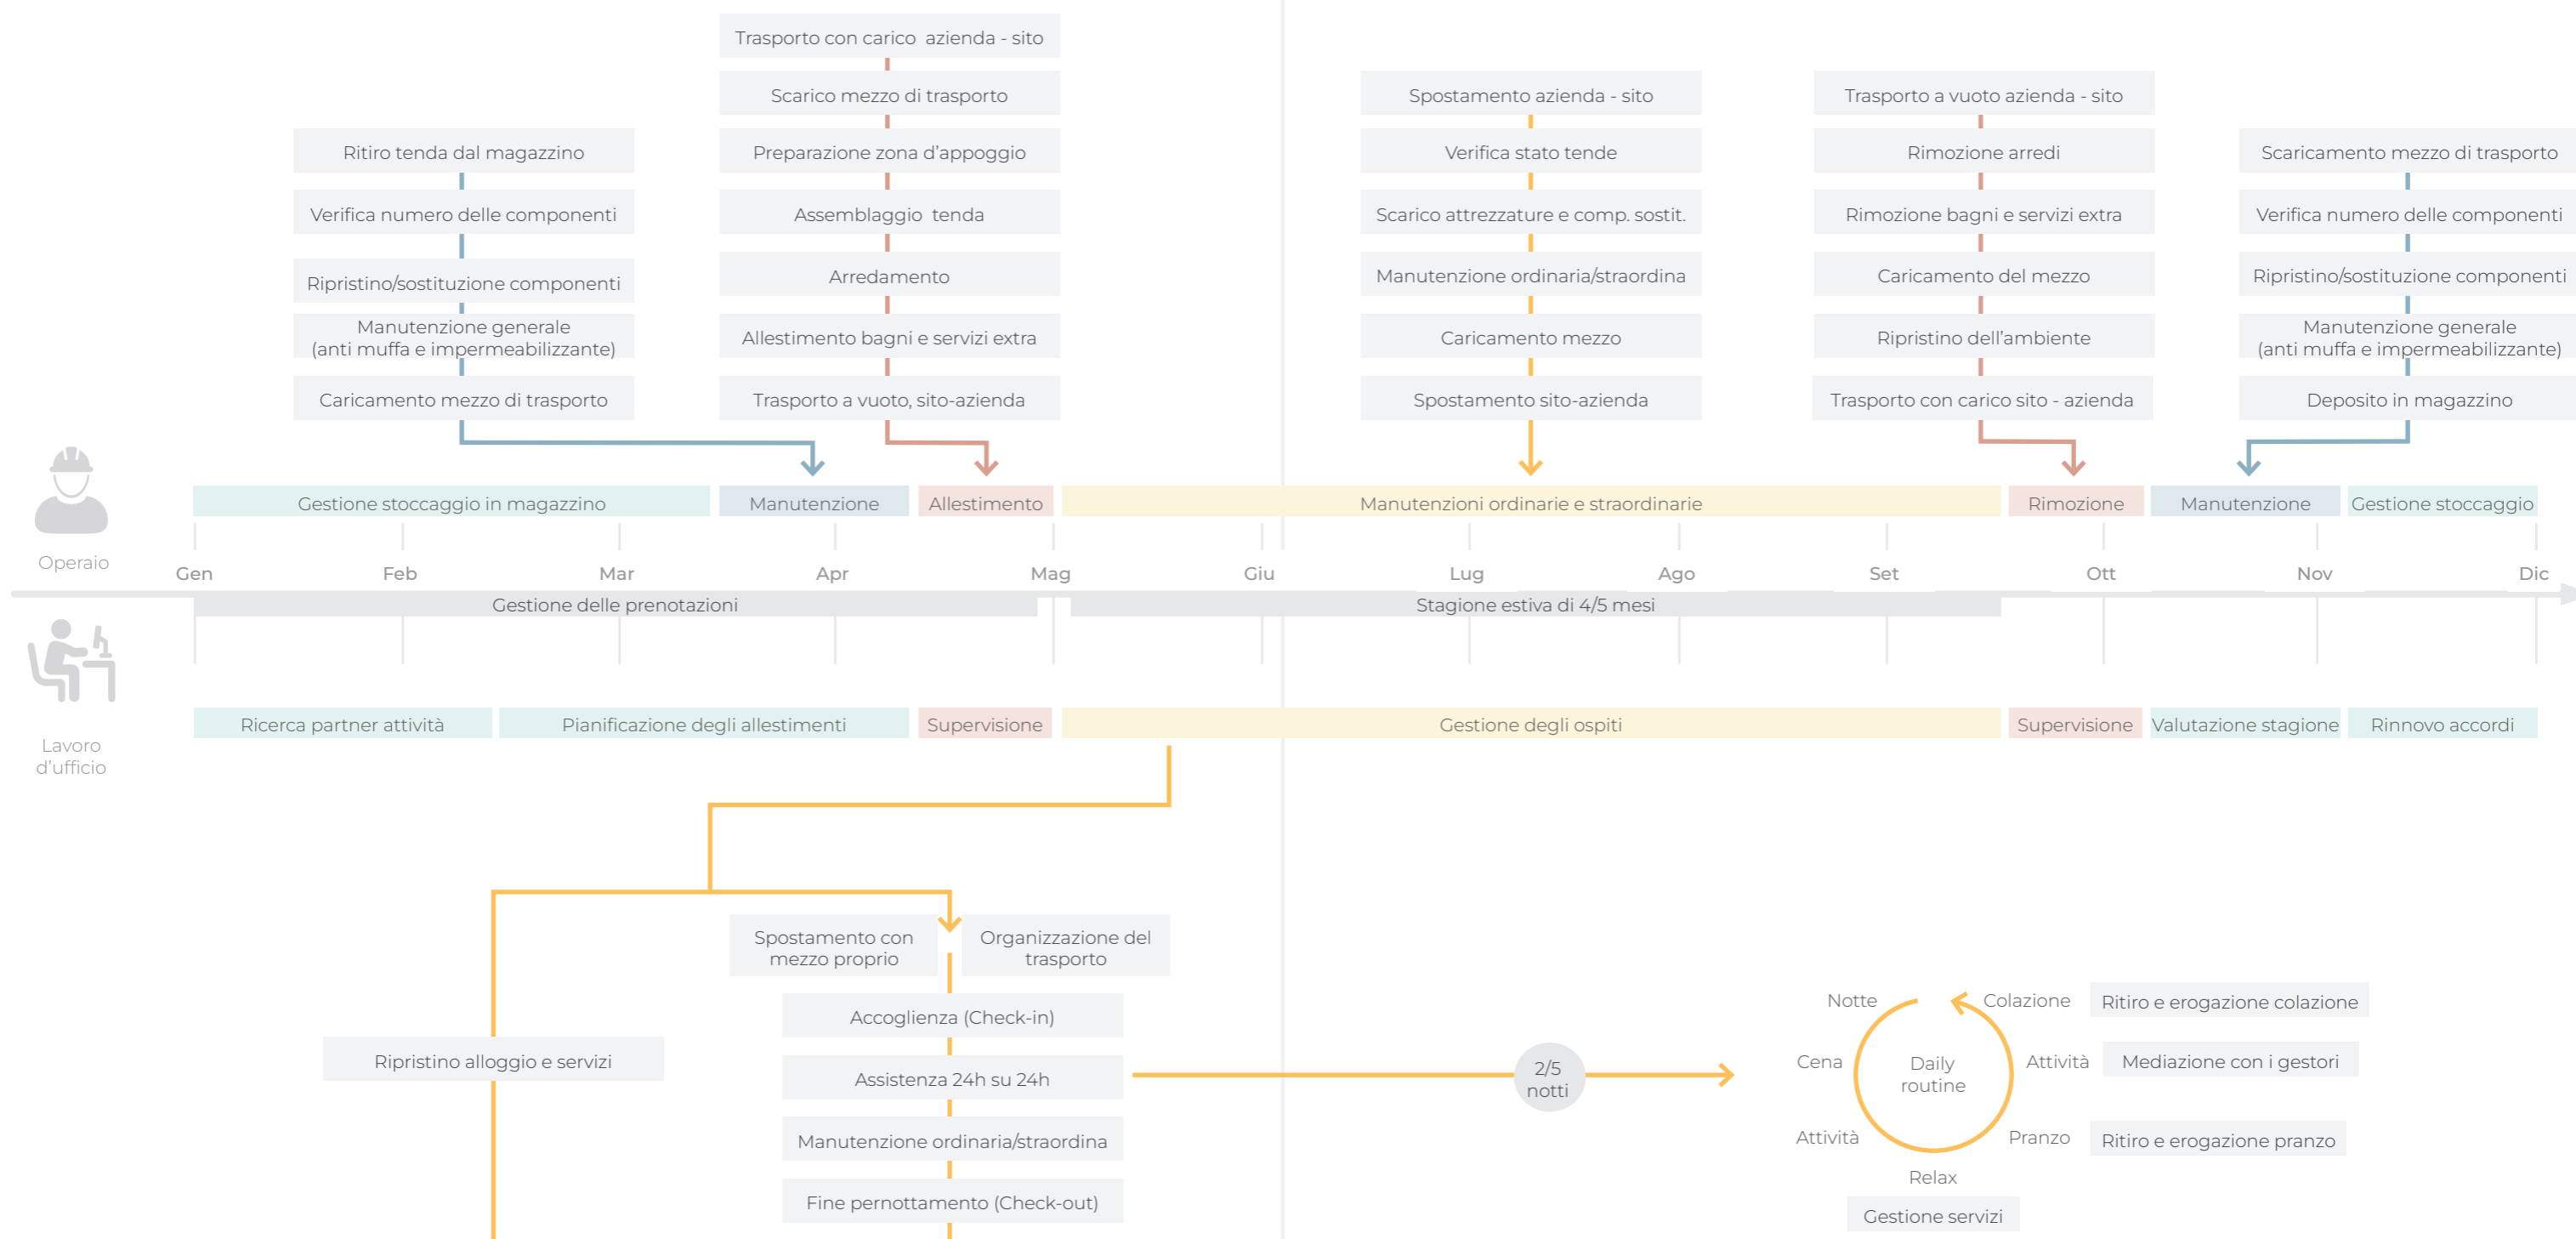 Trasporto con carico azienda - sito
Scarico mezzo di trasporto
Preparazione zona d'appoggio
Assemblaggio tenda
Arredamento
Allestimento bagni e servizi extra
Trasporto a vuoto, sito-azienda
Ritiro tenda dal magazzino
Verifica numero delle componenti
Ripristino/sostituzione componenti
Manutenzione generale
(anti muffa e impermeabilizzante)
Caricamento mezzo di trasporto
Spostamento azienda - sito
Verifica stato tende
Scarico attrezzature e comp. sostit.
Manutenzione ordinaria/straordina
Caricamento mezzo
Spostamento sito-azienda
Trasporto a vuoto azienda - sito
Rimozione arredi
Rimozione bagni e servizi extra
Caricamento del mezzo
Ripristino dell'ambiente
Trasporto con carico sito - azienda
Scaricamento mezzo di trasporto
Verifica numero delle componenti
Ripristino/sostituzione componenti
Manutenzione generale
(anti muffa e impermeabilizzante)
Deposito in magazzino
Operaio
Gestione stoccaggio in magazzino
Manutenzione
Allestimento
Manutenzioni ordinarie e straordinarie
Rimozione
Manutenzione
Gestione stoccaggio
Gen
Feb
Mar
Apr
Mag
Giu
Lug
Ago
Set
Ott
Nov
Dic
Gestione delle prenotazioni
Stagione estiva di 4/5 mesi
Lavoro
d'ufficio
Ricerca partner attività
Pianificazione degli allestimenti
Supervisione
Gestione degli ospiti
Supervisione
Valutazione stagione
Rinnovo accordi
Spostamento con
mezzo proprio
Organizzazione del
trasporto
Ripristino alloggio e servizi
Accoglienza (Check-in)
Assistenza 24h su 24h
Manutenzione ordinaria/straordina
Fine pernottamento (Check-out)
2/5
notti
Daily
routine
Notte
Colazione
Ritiro e erogazione colazione
Cena
Attività
Mediazione con i gestori
Attività
Pranzo
Ritiro e erogazione pranzo
Relax
Gestione servizi